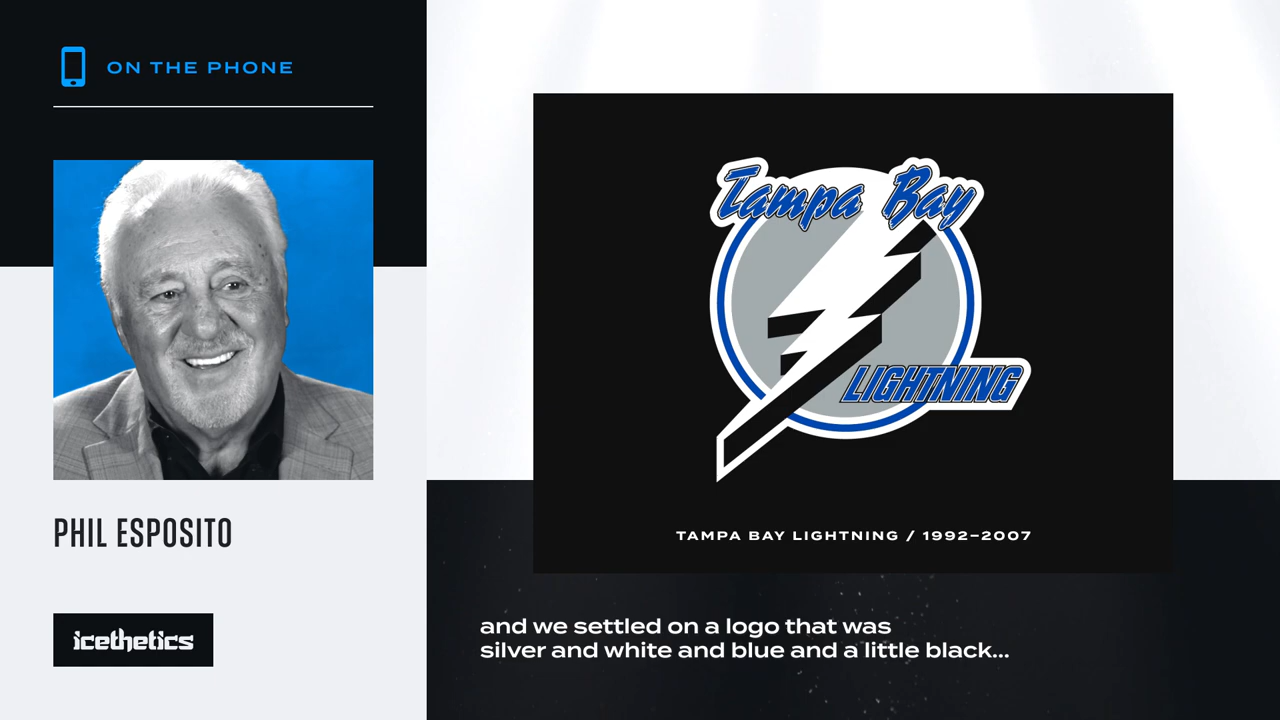 ON THE PHONE
PHIL ESPOSITO
icethetics
Tampa Bay
LIGHTNING
TAMPA BAY LIGHTNING / 1992–2007
and we settled on a logo that was
silver and white and blue and a little black...